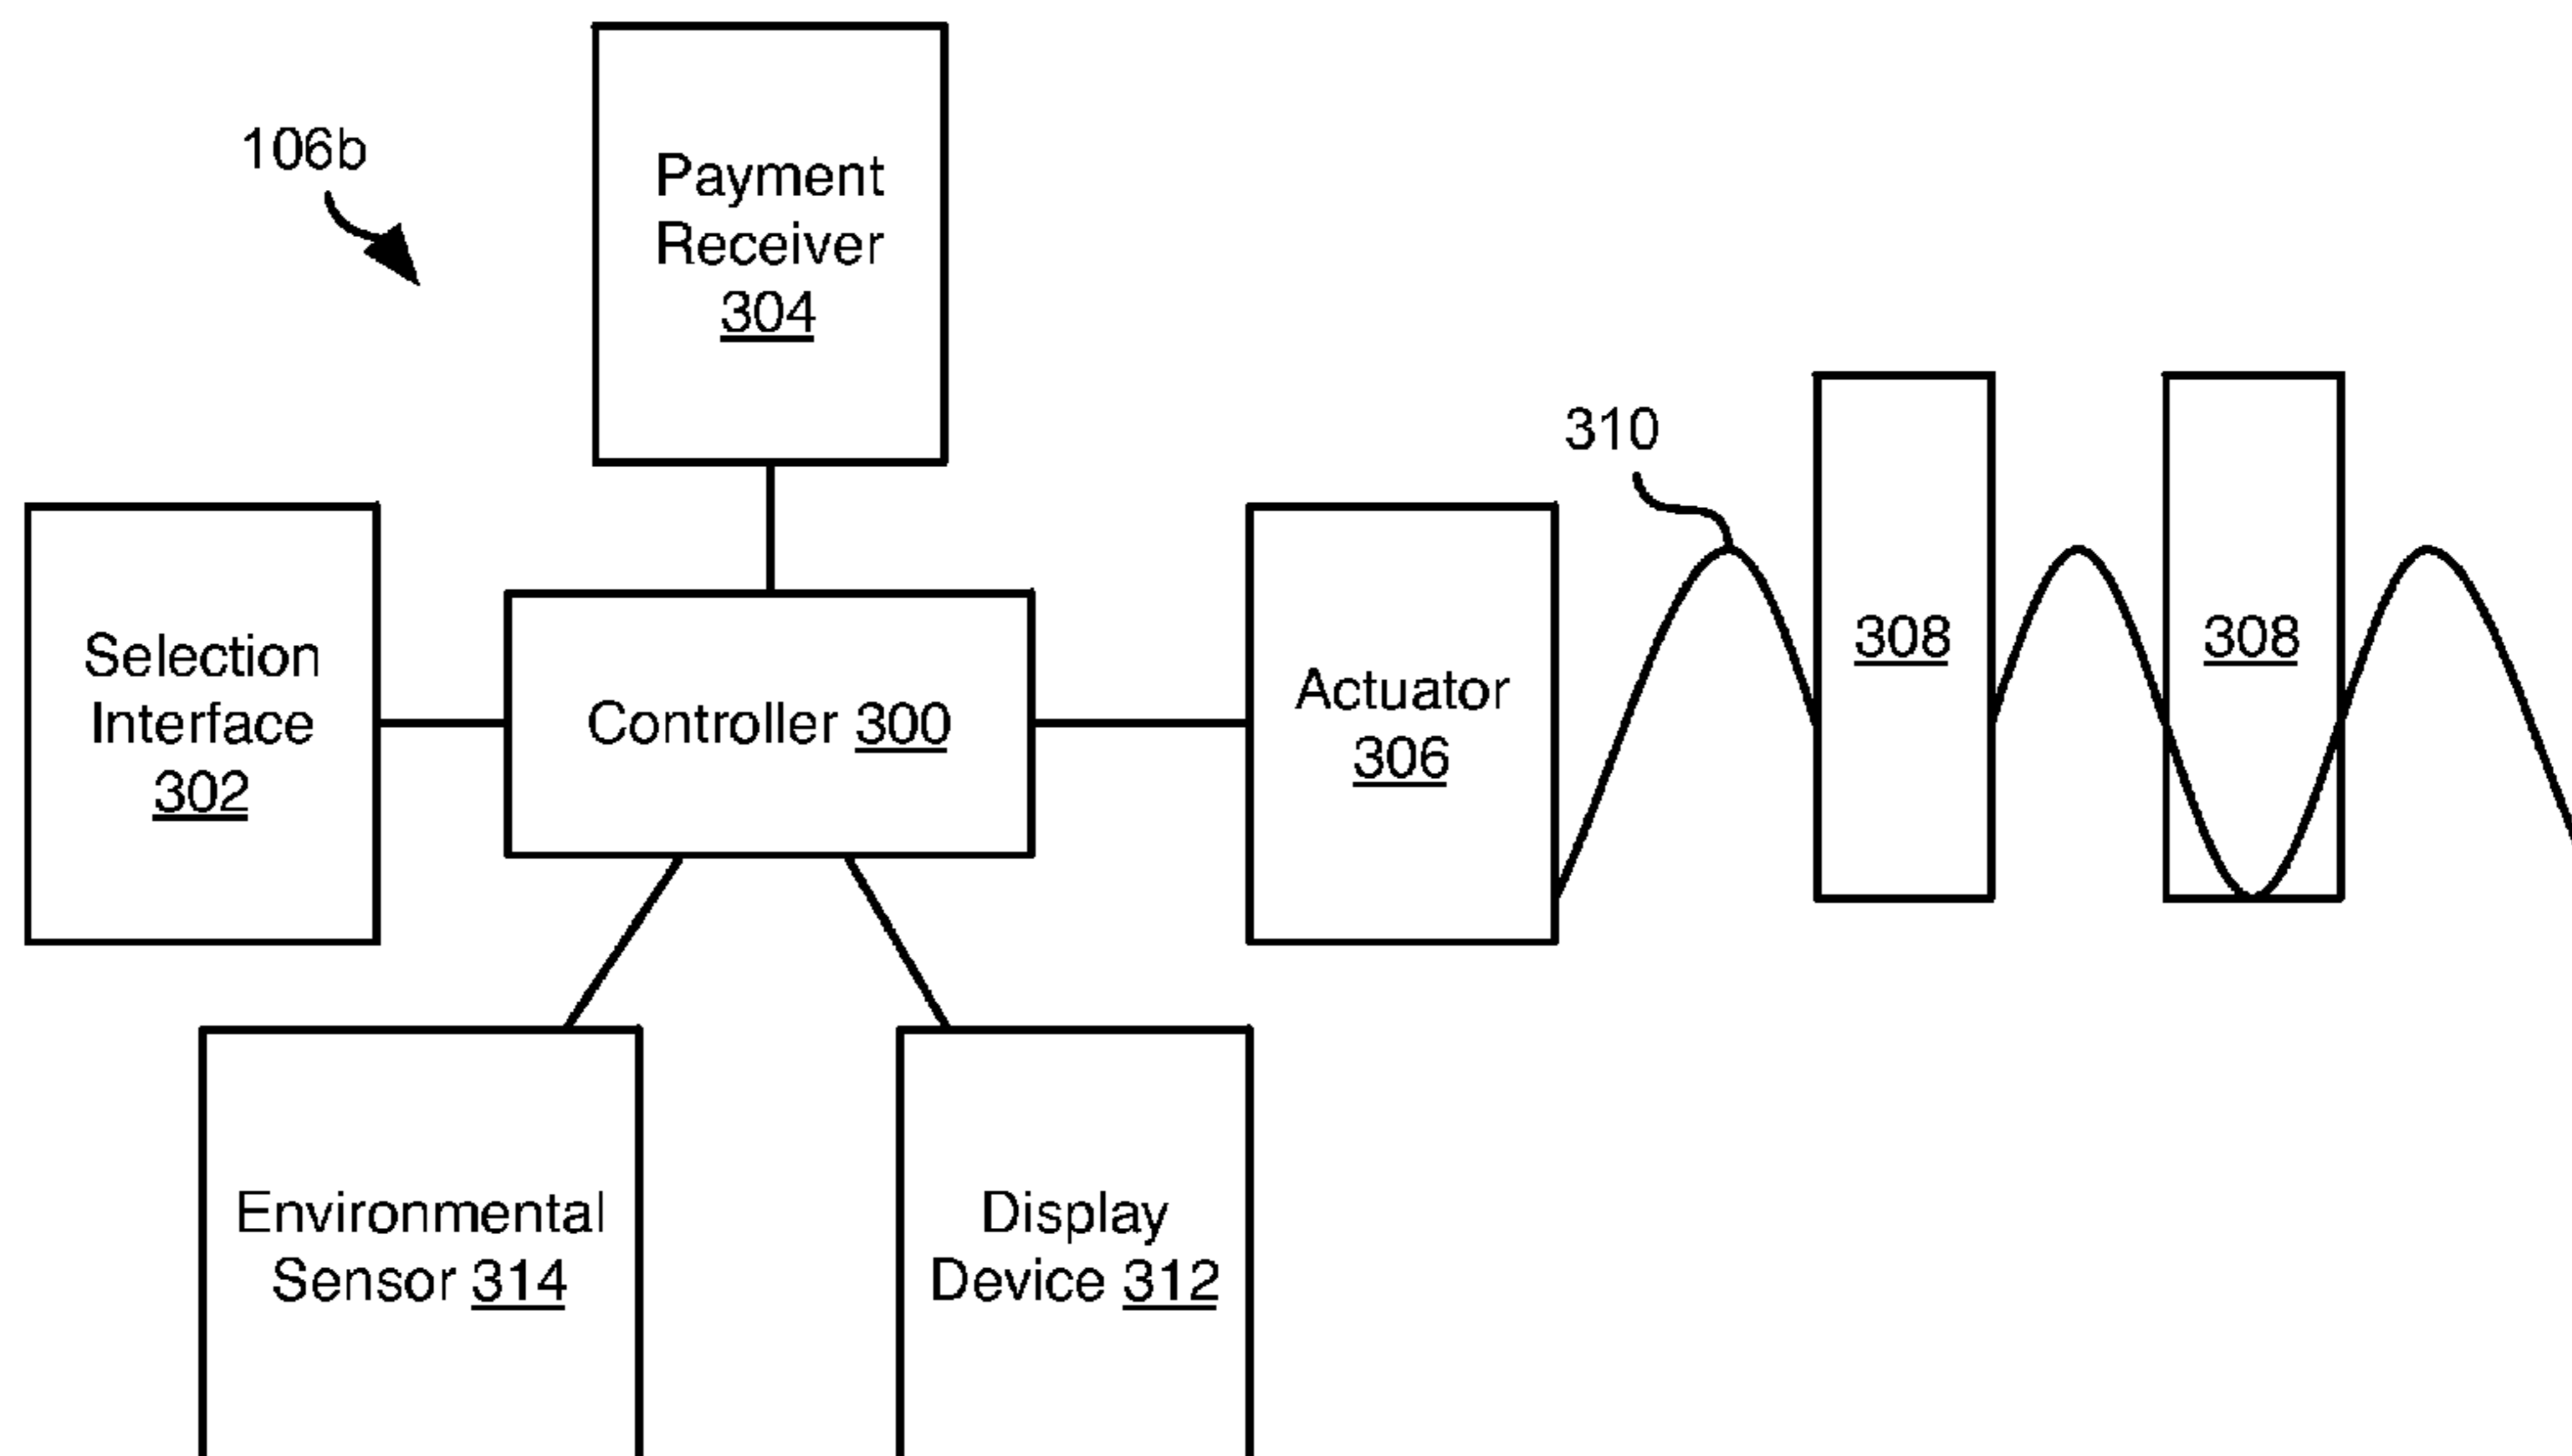 106b
Payment
Receiver
304
310
Selection
Interface
302
Controller 300
Actuator
306
308
308
Environmental
Sensor 314
Display
Device 312